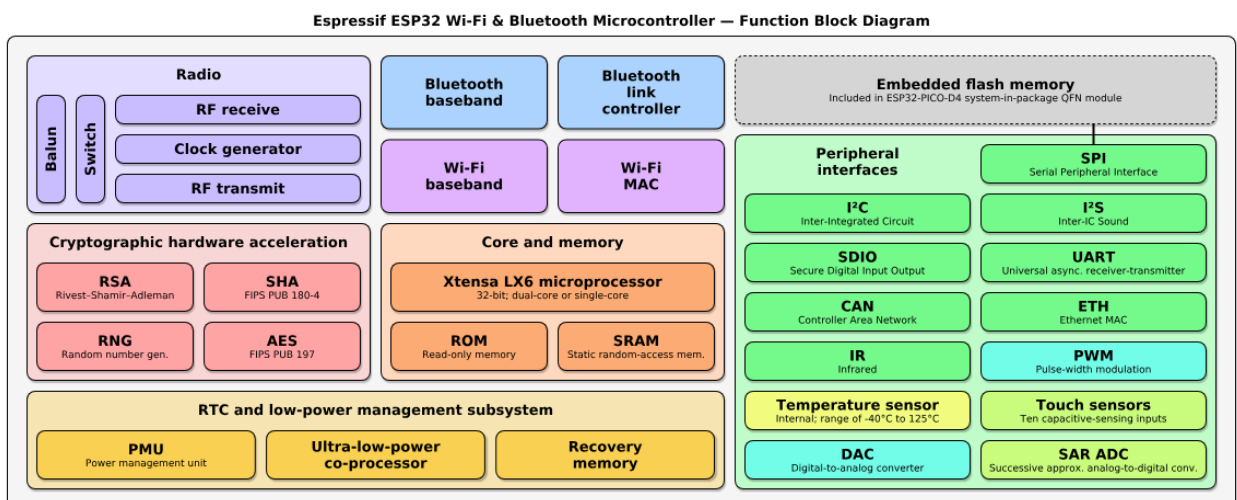 Espressif ESP32 Wi-Fi & Bluetooth Microcontroller — Function Block Diagram
Radio
Balun
Switch
RF receive
Clock generator
RF transmit
Bluetooth
baseband
Bluetooth
link
controller
Wi-Fi
baseband
Wi-Fi
MAC
Embedded flash memory
Included in ESP32-PICO-D4 system-in-package QFN module
Cryptographic hardware acceleration
RSA
Rivest–Shamir–Adleman
SHA
FIPS PUB 180-4
RNG
Random number gen.
AES
FIPS PUB 197
Core and memory
Xtensa LX6 microprocessor
32-bit; dual-core or single-core
ROM
Read-only memory
SRAM
Static random-access mem.
RTC and low-power management subsystem
PMU
Power management unit
Ultra-low-power
co-processor
Recovery
memory
Peripheral
interfaces
SPI
Serial Peripheral Interface
I²C
Inter-Integrated Circuit
I²S
Inter-IC Sound
SDIO
Secure Digital Input Output
UART
Universal async. receiver-transmitter
CAN
Controller Area Network
ETH
Ethernet MAC
IR
Infrared
PWM
Pulse-width modulation
Temperature sensor
Internal; range of -40°C to 125°C
Touch sensors
Ten capacitive-sensing inputs
DAC
Digital-to-analog converter
SAR ADC
Successive approx. analog-to-digital conv.